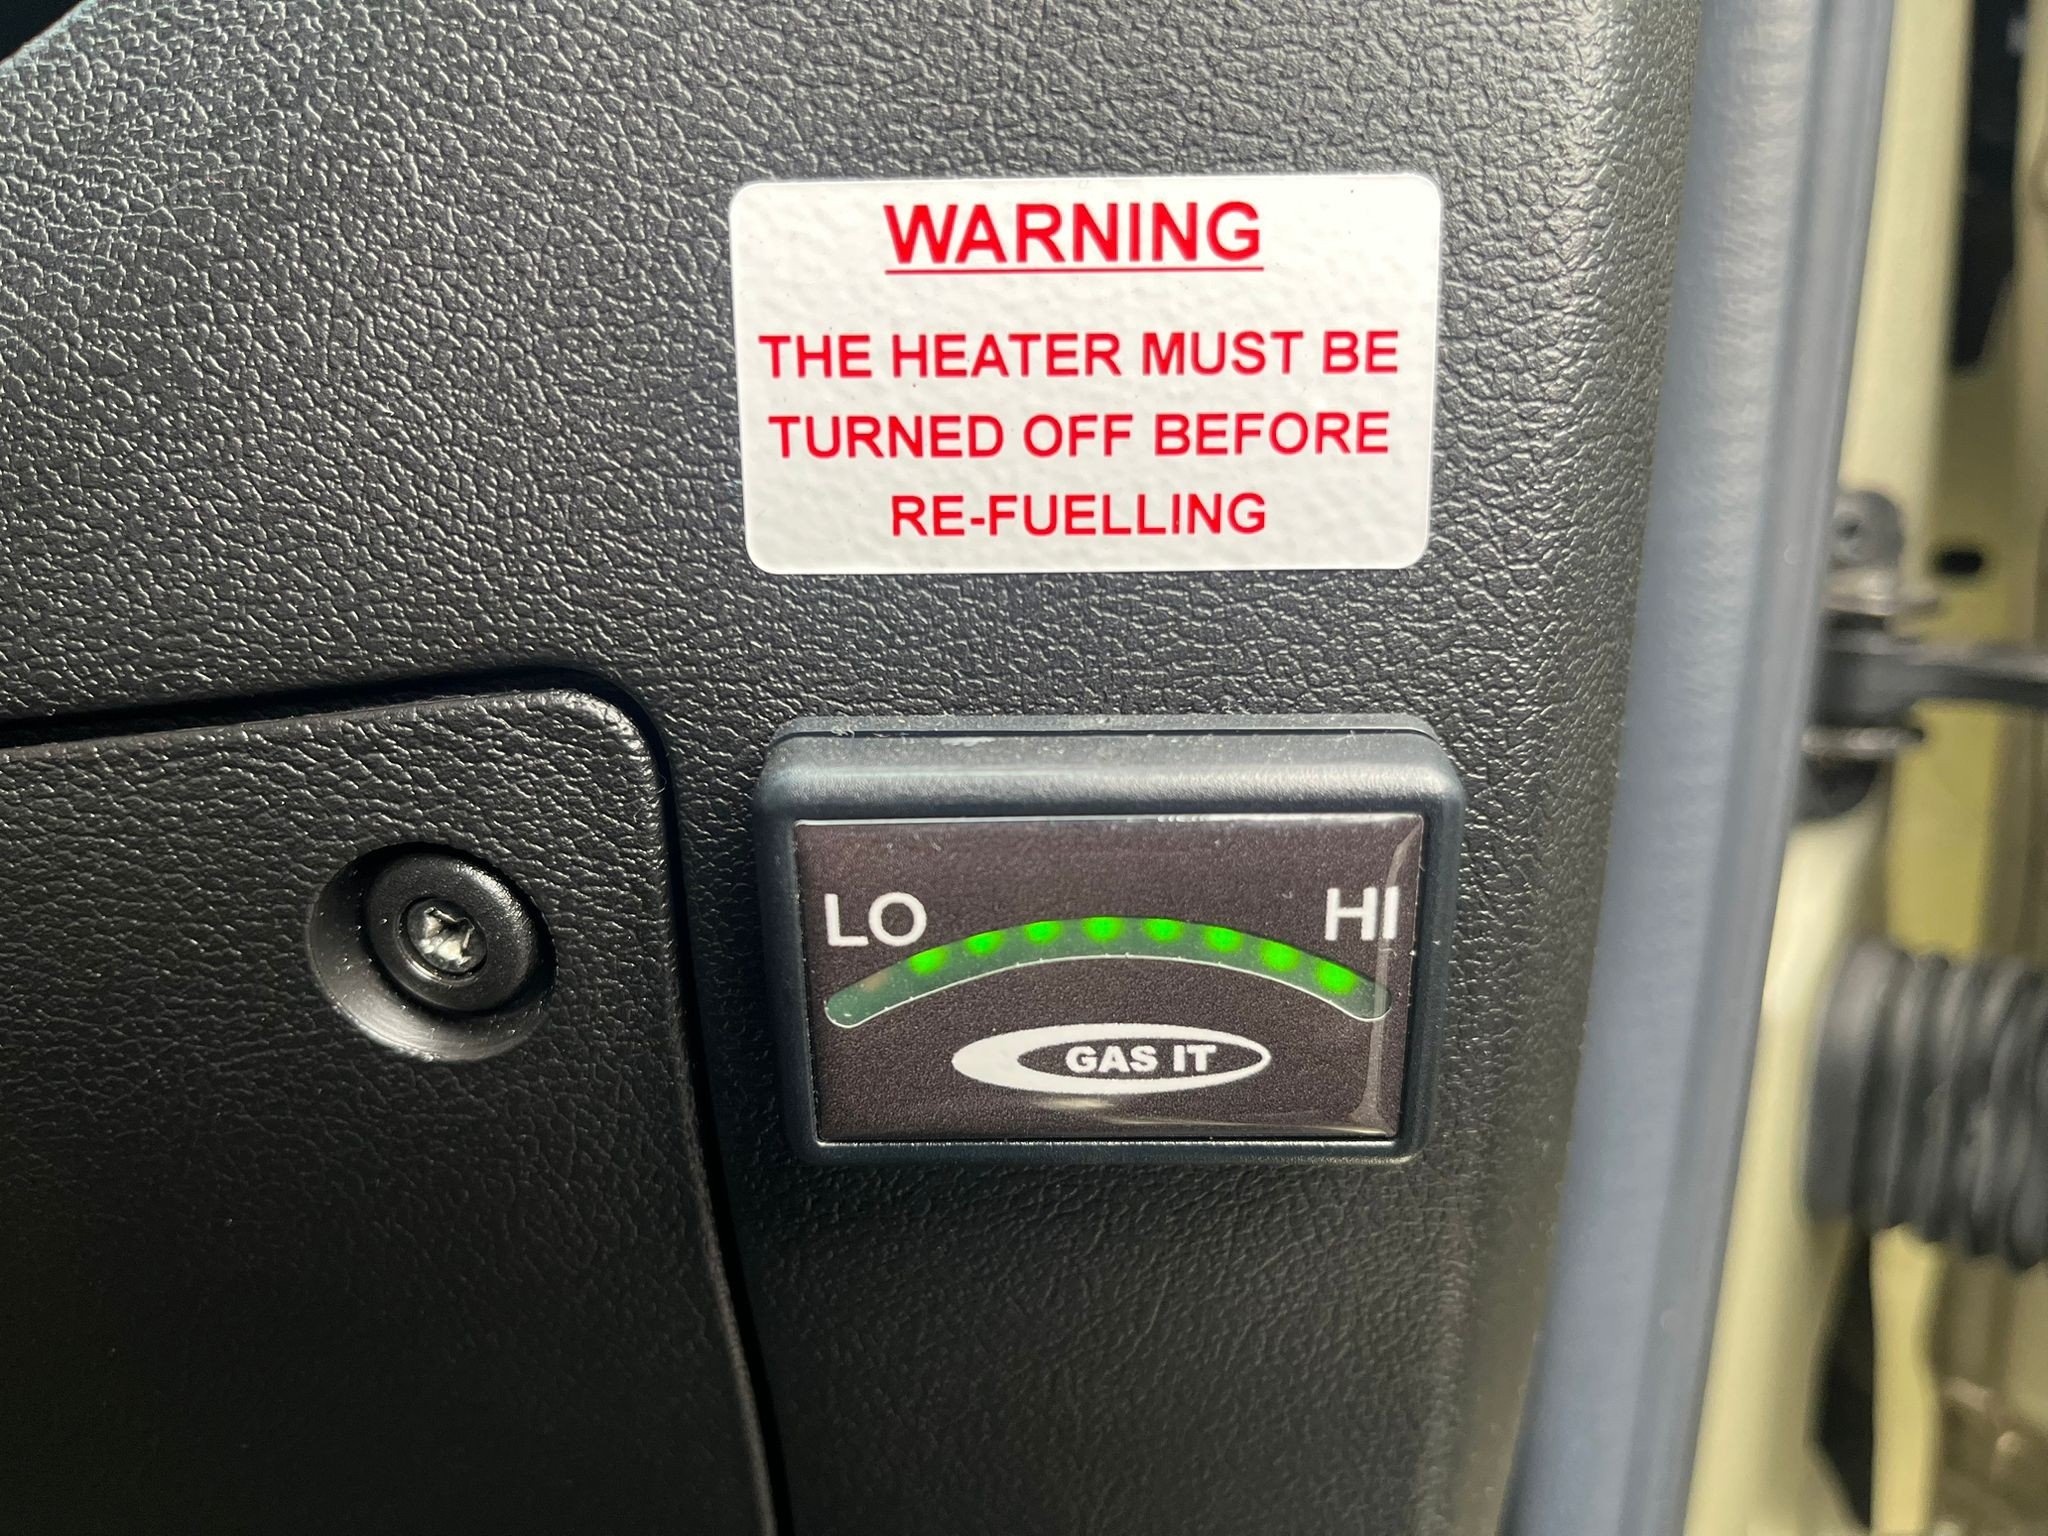 WARNING
THE HEATER MUST BE
TURNED OFF BEFORE
RE-FUELLING
LO HI
GAS IT